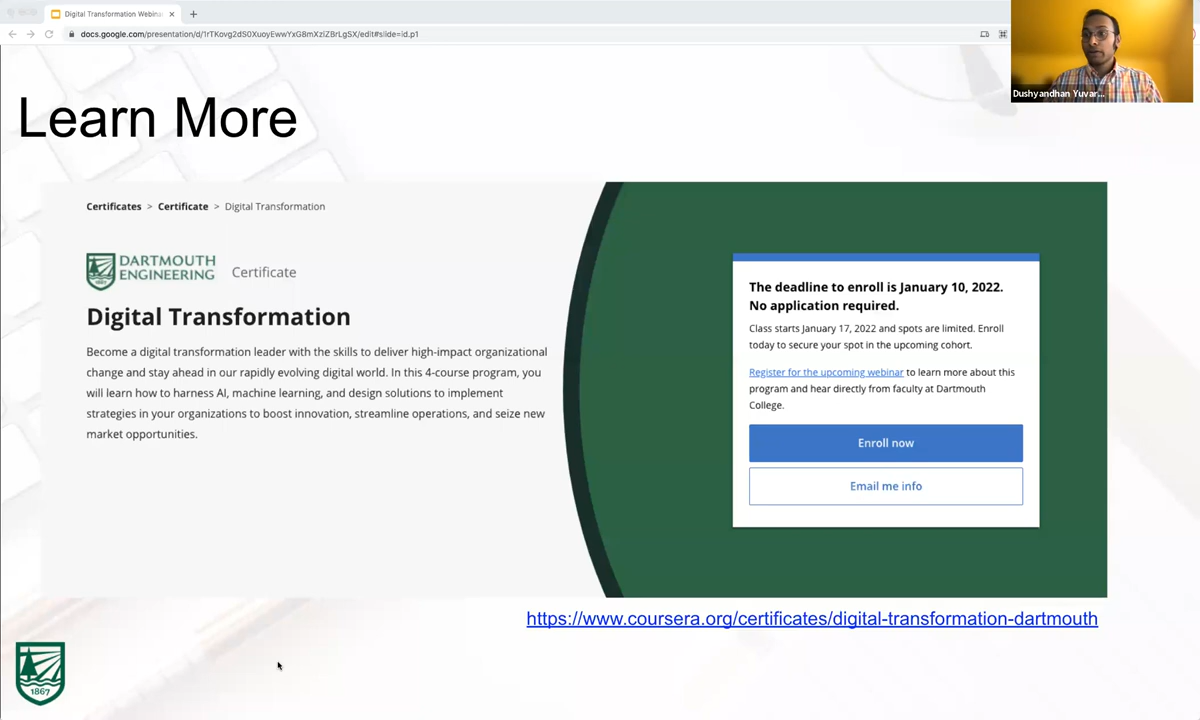 Digital Transformation Webina
docs.google.com/presentation/d/1rTKovg2dS0XuoyEwwYxG8mXziZBrLgSX/edit#slide=id.p1
Dushyandhan Yuvar...
Learn More
Certificates > Certificate > Digital Transformation
DARTMOUTH
ENGINEERING
1867
Certificate
Digital Transformation
Become a digital transformation leader with the skills to deliver high-impact organizational
change and stay ahead in our rapidly evolving digital world. In this 4-course program, you
will learn how to harness AI, machine learning, and design solutions to implement
strategies in your organizations to boost innovation, streamline operations, and seize new
market opportunities.
The deadline to enroll is January 10, 2022.
No application required.
Class starts January 17, 2022 and spots are limited. Enroll
today to secure your spot in the upcoming cohort.
Register for the upcoming webinar to learn more about this
program and hear directly from faculty at Dartmouth
College.
Enroll now
Email me info
https://www.coursera.org/certificates/digital-transformation-dartmouth
1867